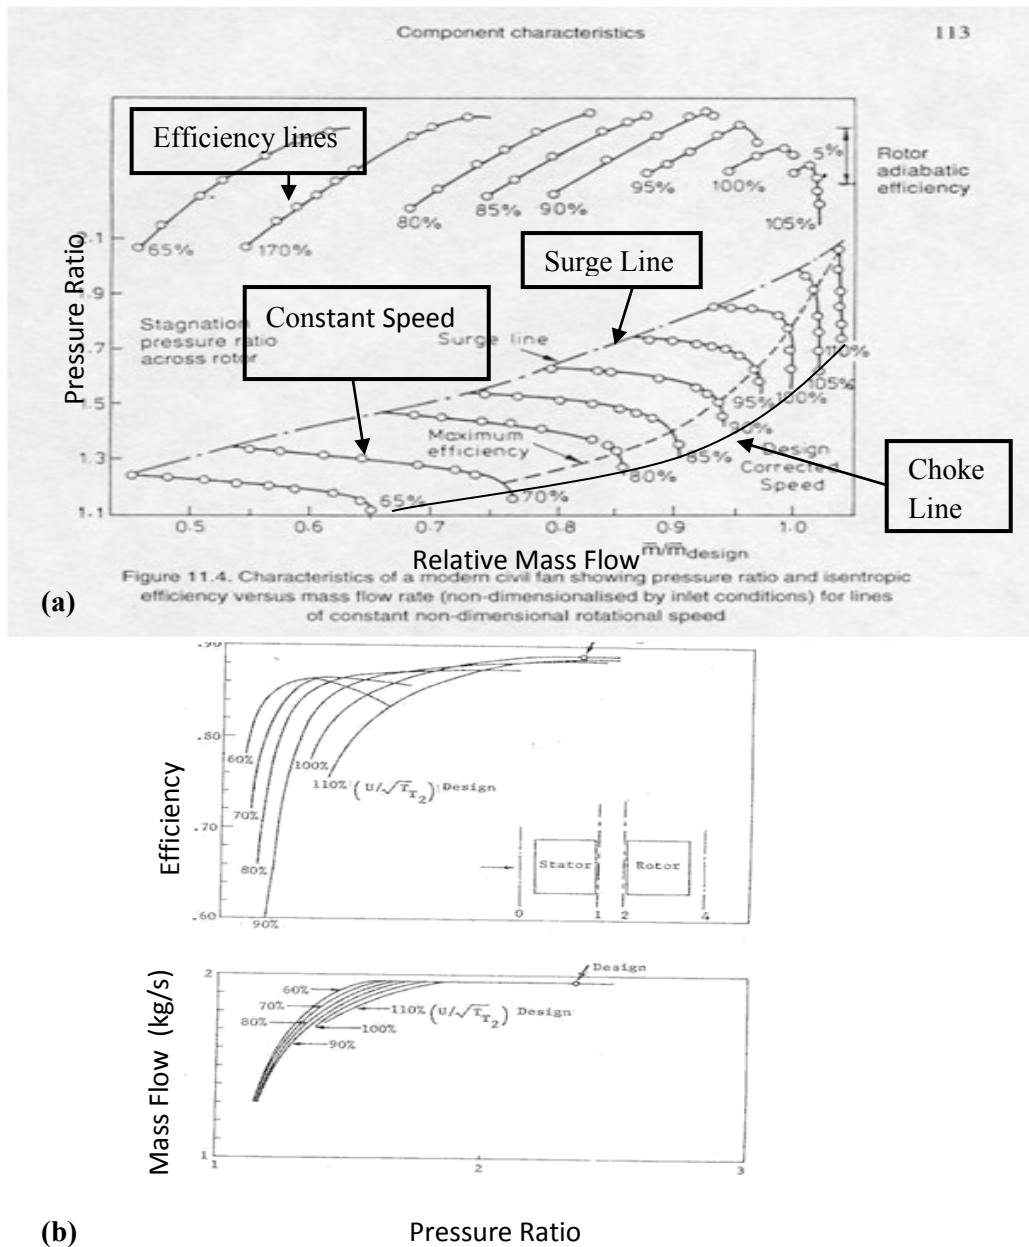 Component characteristics 113
Efficiency lines
5%
Rotor
adiabatic
efficiency
65%
170%
80%
85%
90%
95%
100%
105%
Pressure Ratio
.1
.9
1.7
1.5
1.3
1.1
Surge Line
Constant Speed
Stagnation
pressure ratio
across rotor
Surge line
Maximum
efficiency
65%
70%
80%
85%
90%
95%
100%
105%
110%
Design
Corrected
Speed
Choke
Line
0.5 0.6 0.7 0.8 0.9 1.0
Relative Mass Flow m̅/m̅design
Figure 11.4. Characteristics of a modern civil fan showing pressure ratio and isentropic
efficiency versus mass flow rate (non-dimensionalised by inlet conditions) for lines
of constant non-dimensional rotational speed
(a)
Efficiency
.90
.80
.70
.60
60%
70%
80%
90%
100%
110% (U/√T_T2) Design
Stator
Rotor
0 1 2 4
Mass Flow (kg/s)
2
1
Design
60%
70%
80%
90%
100%
110% (U/√T_T2) Design
1 2 3
(b) Pressure Ratio